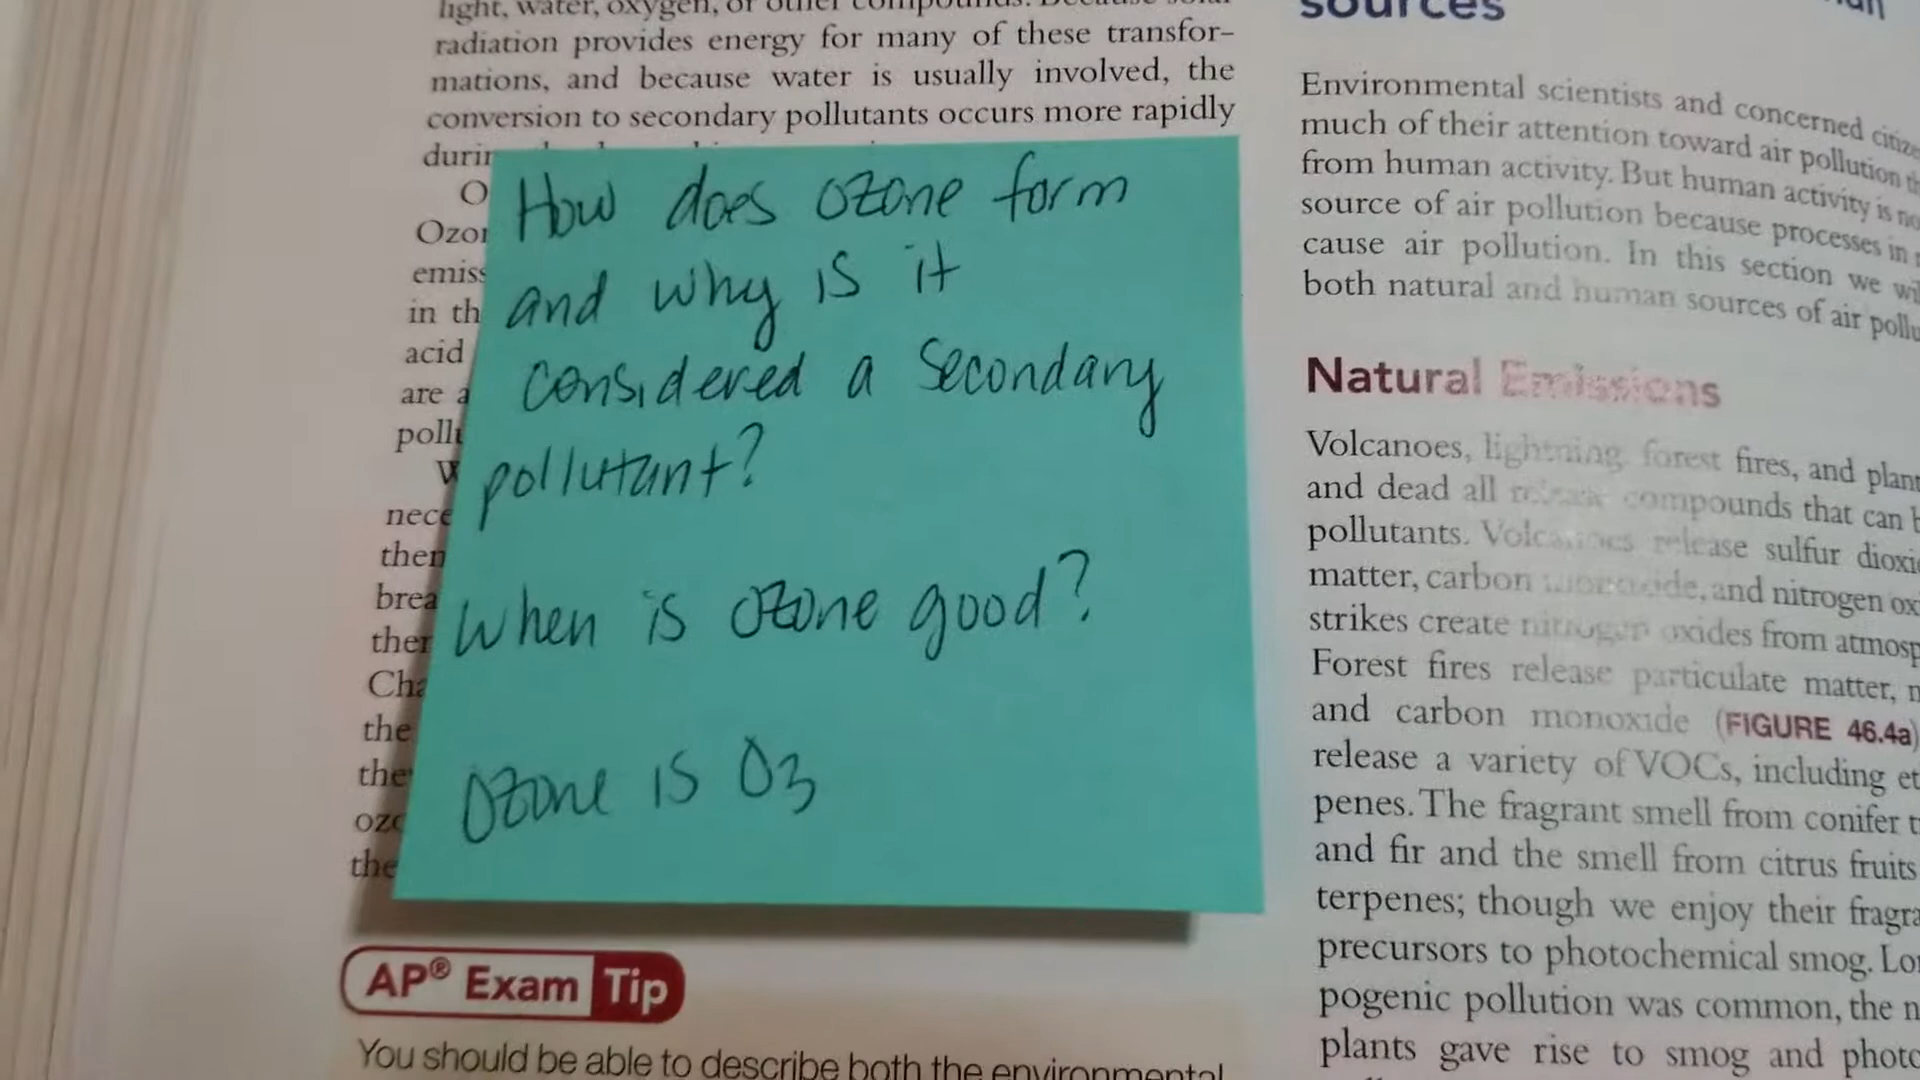 light, water, oxygen, or other compounds. Because solar
radiation provides energy for many of these transfor-
mations, and because water is usually involved, the
conversion to secondary pollutants occurs more rapidly
How does ozone form
and why is it
considered a Secondary
pollutant?
When is ozone good?
Ozone is O3
in th
acid
are a
the
the
the
AP® Exam Tip
You should be able to describe both the environmental
sources
Environmental scientists and concerned
much of their attention toward air pollution
from human activity. But human activity is
source of air pollution because processes in
cause air pollution. In this section we
both natural and human sources of air
Natural Emissions
Volcanoes, lightning, forest fires, and
and dead all release compounds that can
pollutants. Volcanoes release sulfur
matter, carbon monoxide, and nitrogen
strikes create nitrogen oxides from
Forest fires release particulate matter,
and carbon monoxide (FIGURE 46.4a)
release a variety of VOCs, including
penes. The fragrant smell from conifer
and fir and the smell from citrus fruits
terpenes; though we enjoy their
precursors to photochemical smog.
pogenic pollution was common, the
plants gave rise to smog and